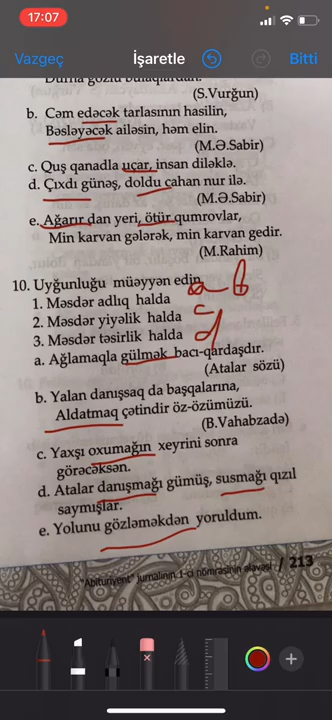 17:07
Vazgeç
İşaretle
Bitti
(S.Vurğun)
b. Cəm edəcək tarlasının hasilin,
Bəsləyəcək ailəsin, həm elin.
(M.Ə.Sabir)
c. Quş qanadla uçar, insan diləklə.
d. Çıxdı günəş, doldu cahan nur ilə.
(M.Ə.Sabir)
e. Ağarır dan yeri, ötür qumrovlar,
Min karvan gələrək, min karvan gedir.
(M.Rahim)
10. Uyğunluğu müəyyən edin.
a b
1. Məsdər adlıq halda
2. Məsdər yiyəlik halda c
3. Məsdər təsirlik halda d
a. Ağlamaqla gülmək bacı-qardaşdır.
(Atalar sözü)
b. Yalan danışsaq da başqalarına,
Aldatmaq çətindir öz-özümüzü.
(B.Vahabzadə)
c. Yaxşı oxumağın xeyrini sonra
görəcəksən.
d. Atalar danışmağı gümüş, susmağı qızıl
saymışlar.
e. Yolunu gözləməkdən yoruldum.
"Abituriyent" jurnalının 1-ci nömrəsinin əlavəsi / 213